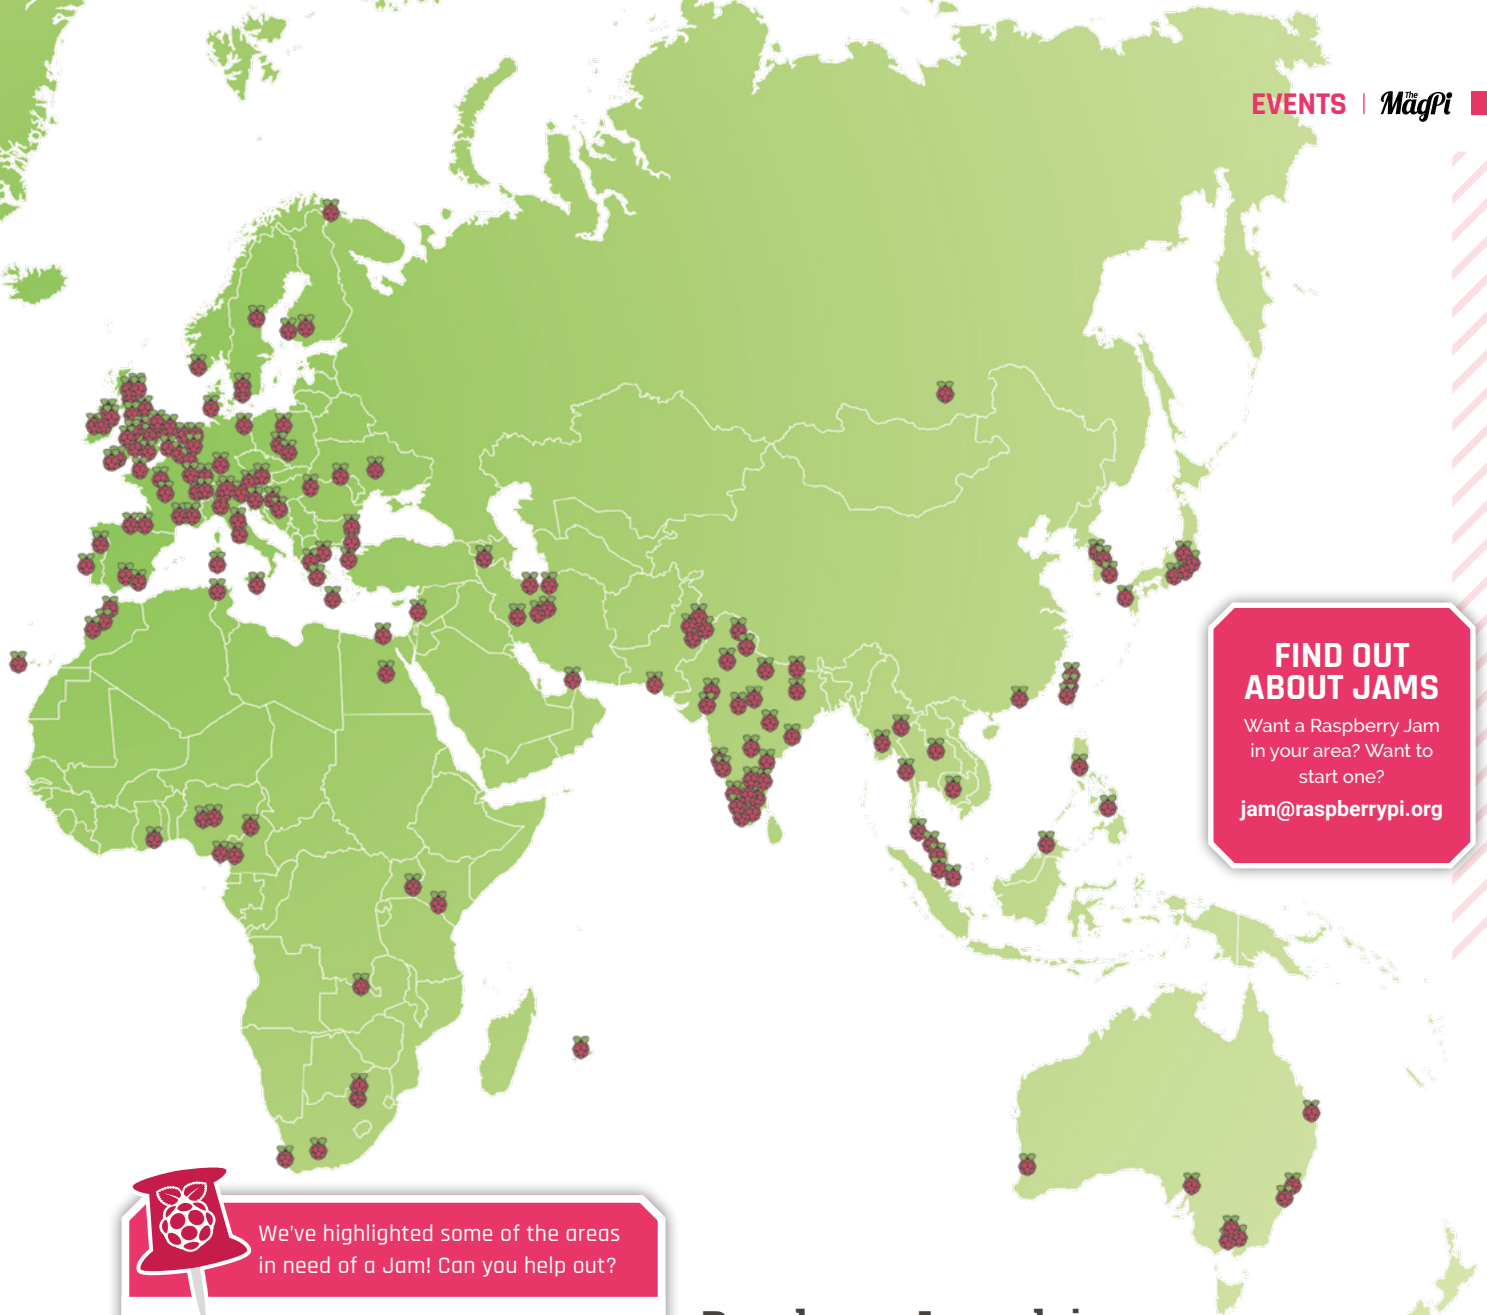 EVENTS
The MagPi
FIND OUT
ABOUT JAMS
Want a Raspberry Jam
in your area? Want to
start one?
jam@raspberrypi.org
We've highlighted some of the areas
in need of a Jam! Can you help out?